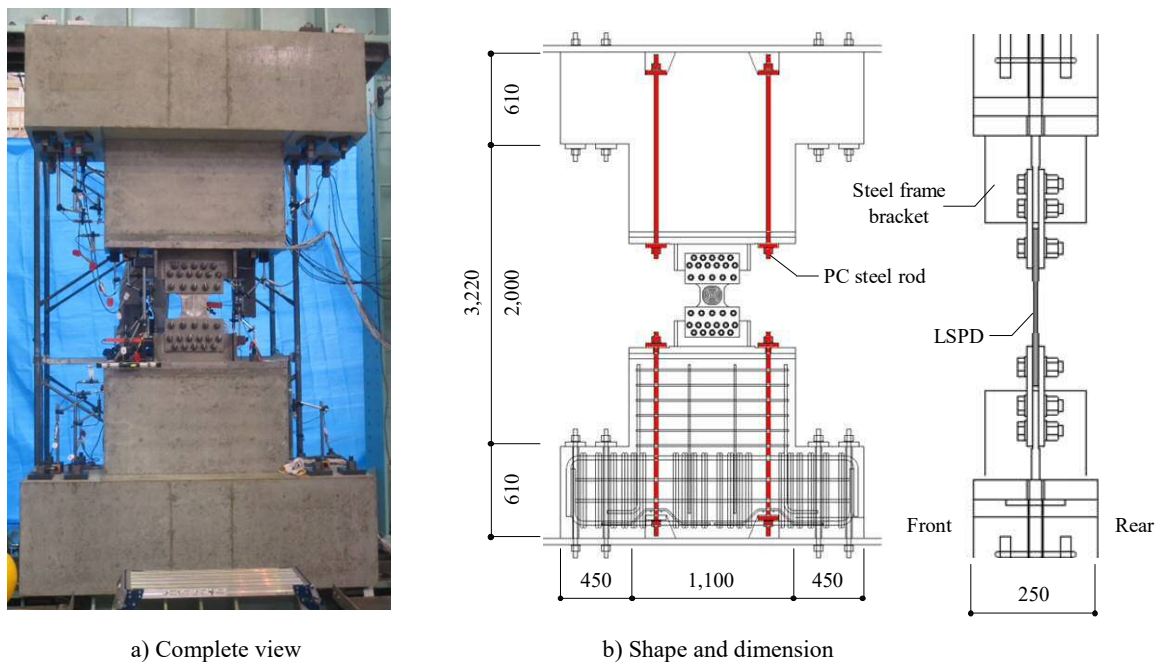 610
3,220
2,000
610
450
1,100
450
PC steel rod
Steel frame
bracket
LSPD
Front
Rear
250
a) Complete view
b) Shape and dimension